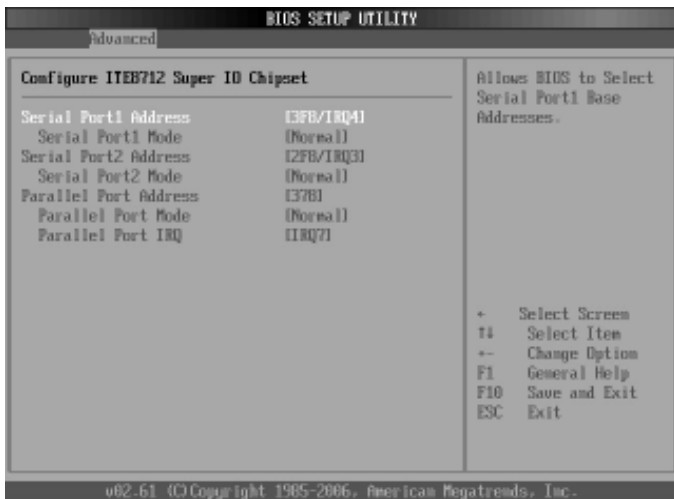 BIOS SETUP UTILITY
Advanced
Configure ITE8712 Super IO Chipset
Serial Port1 Address [3F8/IRQ4]
Serial Port1 Mode [Normal]
Serial Port2 Address [2F8/IRQ3]
Serial Port2 Mode [Normal]
Parallel Port Address [378]
Parallel Port Mode [Normal]
Parallel Port IRQ [IRQ7]
Allows BIOS to Select
Serial Port1 Base
Addresses.
← Select Screen
↑↓ Select Item
+- Change Option
F1 General Help
F10 Save and Exit
ESC Exit
v02.61 (C)Copyright 1985-2006, American Megatrends, Inc.